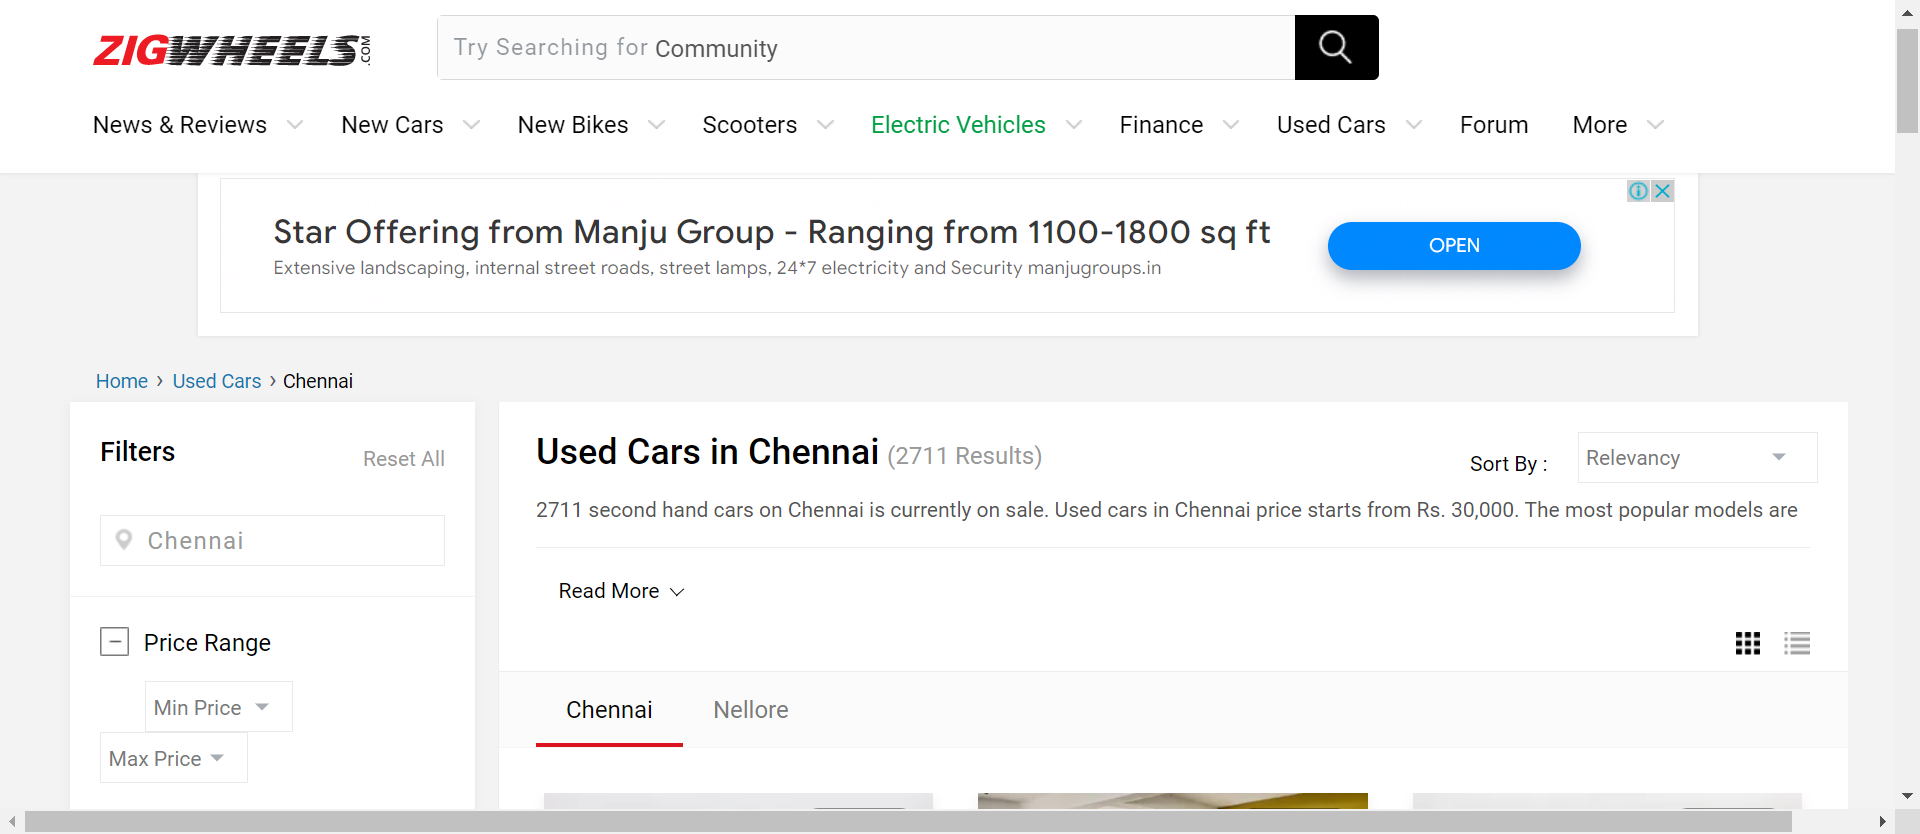 ZIGWHEELS.COM
Try Searching for Community
News & Reviews New Cars New Bikes Scooters Electric Vehicles Finance Used Cars Forum More
Star Offering from Manju Group - Ranging from 1100-1800 sq ft
Extensive landscaping, internal street roads, street lamps, 24*7 electricity and Security manjugroups.in
OPEN
Home › Used Cars › Chennai
Filters
Reset All
Chennai
Price Range
Min Price
Max Price
Used Cars in Chennai (2711 Results)
Sort By :
Relevancy
2711 second hand cars on Chennai is currently on sale. Used cars in Chennai price starts from Rs. 30,000. The most popular models are
Read More
Chennai Nellore